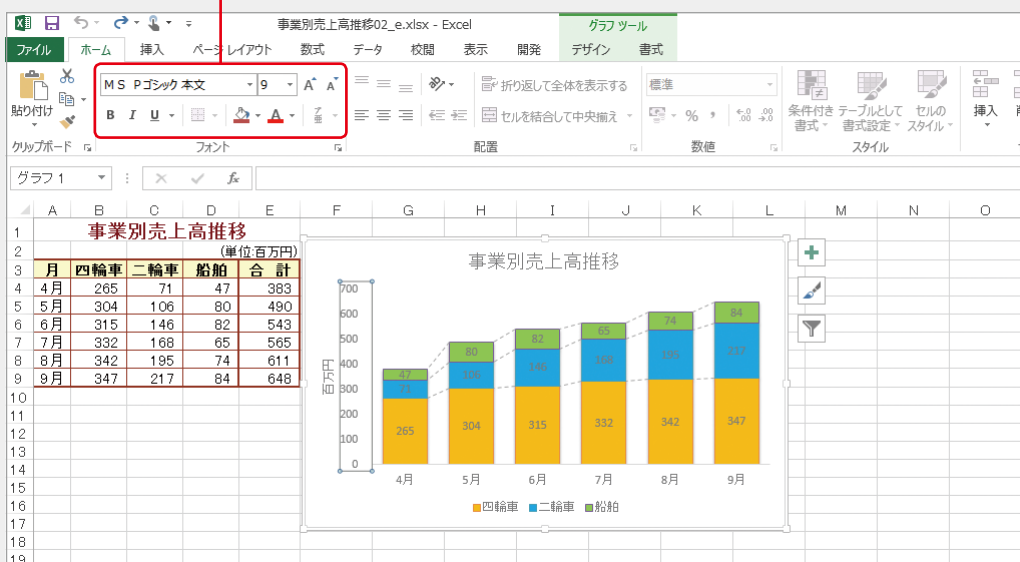 事業別売上高推移02_e.xlsx - Excel
グラフ ツール
ファイル ホーム 挿入 ページ レイアウト 数式 データ 校閲 表示 開発 デザイン 書式
ＭＳ Ｐゴシック 本文 9 A A
折り返して全体を表示する
標準
貼り付け
B I U
セルを結合して中央揃え
% ,
条件付き 書式
テーブルとして 書式設定
セルの スタイル
挿入
クリップボード フォント 配置 数値 スタイル
グラフ 1
fx
A B C D E F G H I J K L M N O
1 事業別売上高推移
2 (単位:百万円)
3 月 四輪車 二輪車 船舶 合 計
4 4月 265 71 47 383
5 5月 304 106 80 490
6 6月 315 146 82 543
7 7月 332 168 65 565
8 8月 342 195 74 611
9 9月 347 217 84 648
10
11
12
13
14
15
16
17
18
19
事業別売上高推移
百万円
700
600
500
400
300
200
100
0
47 80 82 65 74 84
71 106 146 168 195 217
265 304 315 332 342 347
4月 5月 6月 7月 8月 9月
四輪車 二輪車 船舶